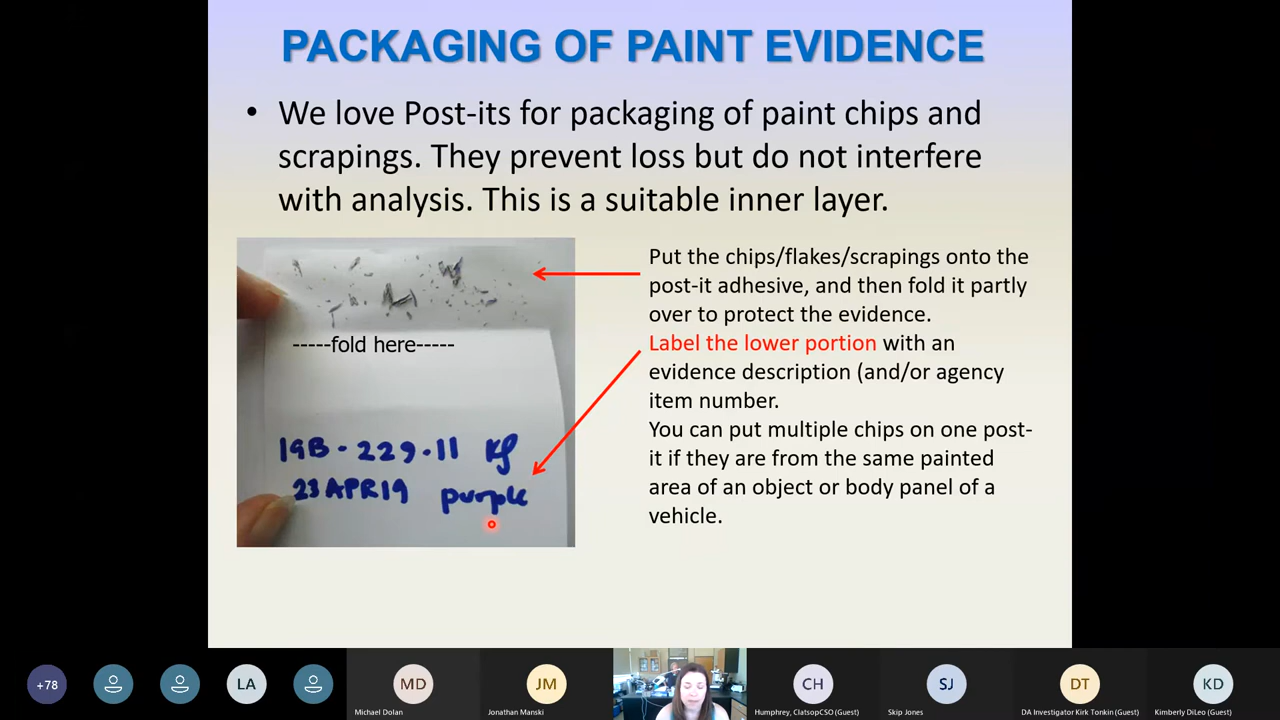 PACKAGING OF PAINT EVIDENCE
• We love Post-its for packaging of paint chips and
scrapings. They prevent loss but do not interfere
with analysis. This is a suitable inner layer.
-----fold here-----
19B-229-11 KP
23APR19 purple
Put the chips/flakes/scrapings onto the
post-it adhesive, and then fold it partly
over to protect the evidence.
Label the lower portion with an
evidence description (and/or agency
item number.
You can put multiple chips on one post-
it if they are from the same painted
area of an object or body panel of a
vehicle.
+78
LA
MD
Michael Dolan
JM
Jonathan Manski
CH
Humphrey, ClatsopCSO (Guest)
SJ
Skip Jones
DT
DA Investigator Kirk Tonkin (Guest)
KD
Kimberly DiLeo (Guest)